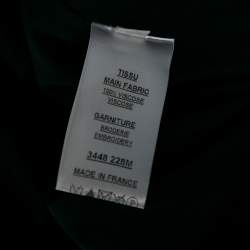 TISSU
MAIN FABRIC
100% VISCOSE
VISCOSE
GARNITURE
BRODERIE
EMBROIDERY
3448 228M
MADE IN FRANCE